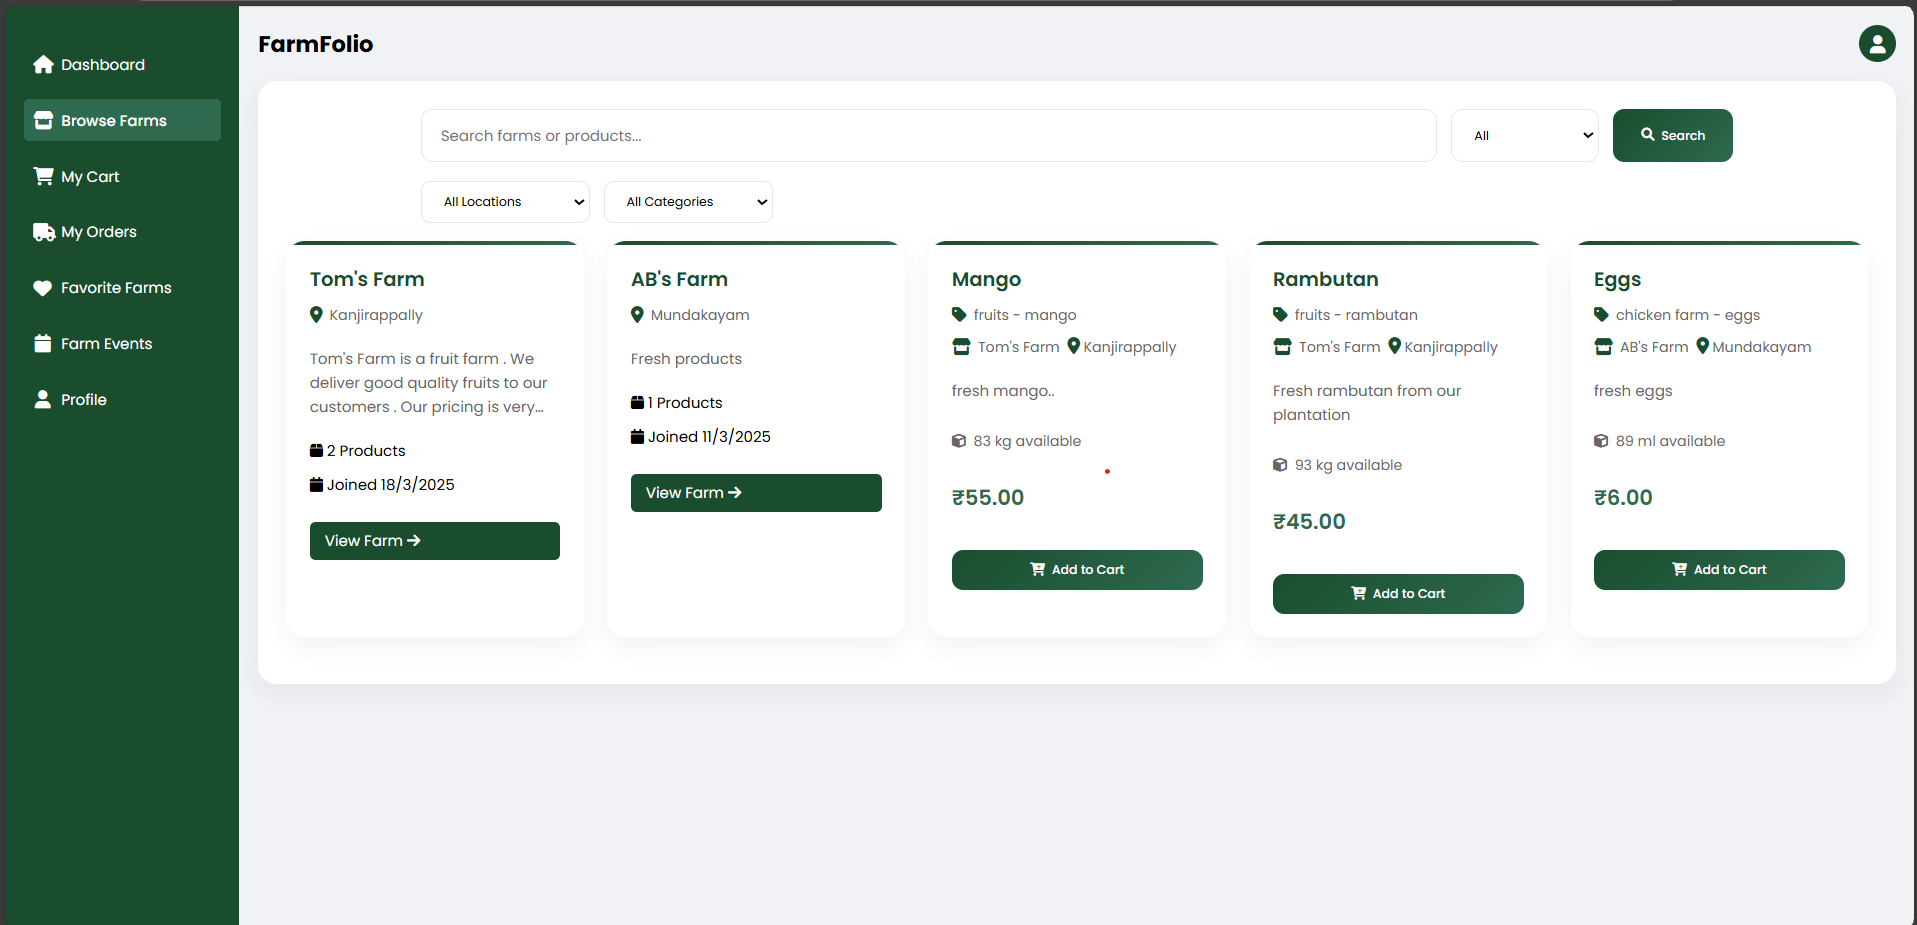 FarmFolio
Dashboard
Browse Farms
My Cart
My Orders
Favorite Farms
Farm Events
Profile
Search farms or products...
All
Search
All Locations
All Categories
Tom's Farm
Kanjirappally
Tom's Farm is a fruit farm . We
deliver good quality fruits to our
customers . Our pricing is very...
2 Products
Joined 18/3/2025
View Farm
AB's Farm
Mundakayam
Fresh products
1 Products
Joined 11/3/2025
View Farm
Mango
fruits - mango
Tom's Farm Kanjirappally
fresh mango..
83 kg available
₹55.00
Add to Cart
Rambutan
fruits - rambutan
Tom's Farm Kanjirappally
Fresh rambutan from our
plantation
93 kg available
₹45.00
Add to Cart
Eggs
chicken farm - eggs
AB's Farm Mundakayam
fresh eggs
89 ml available
₹6.00
Add to Cart